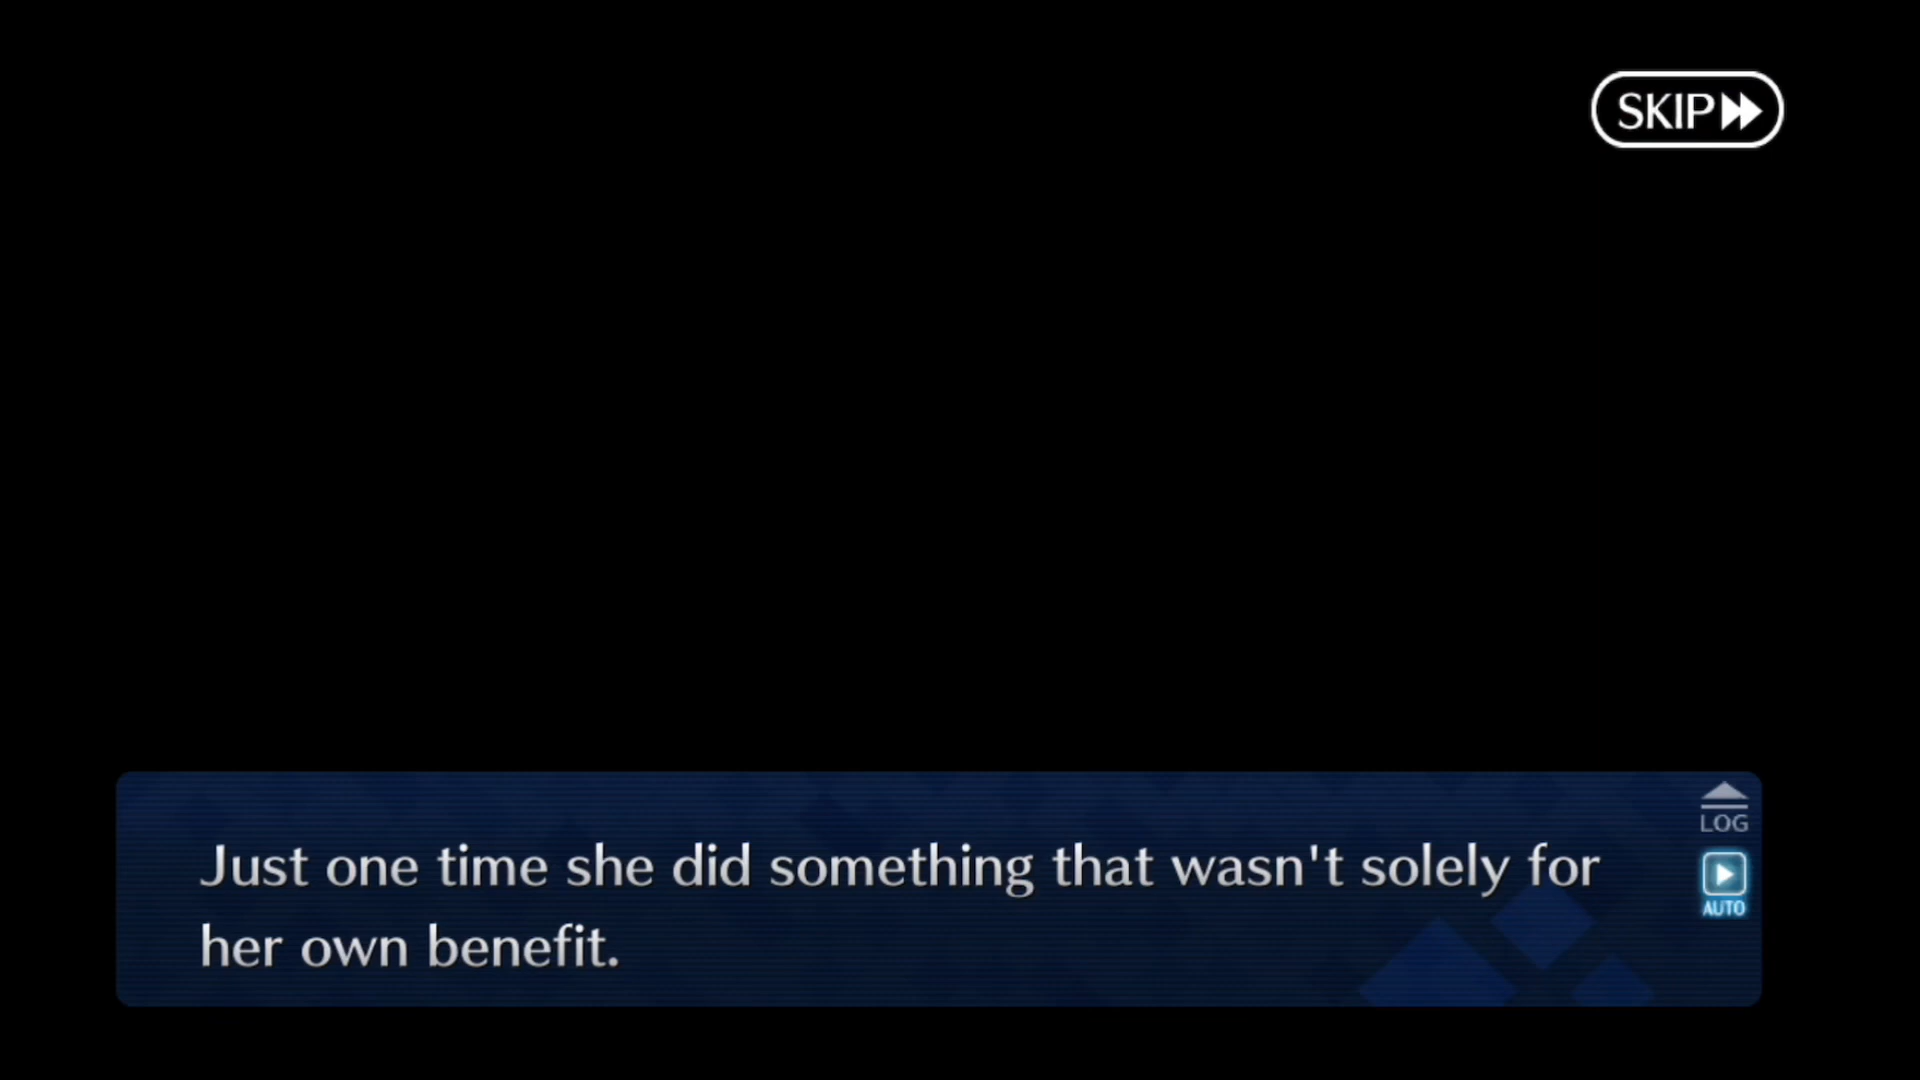 SKIP
LOG
Just one time she did something that wasn't solely for
her own benefit.
AUTO